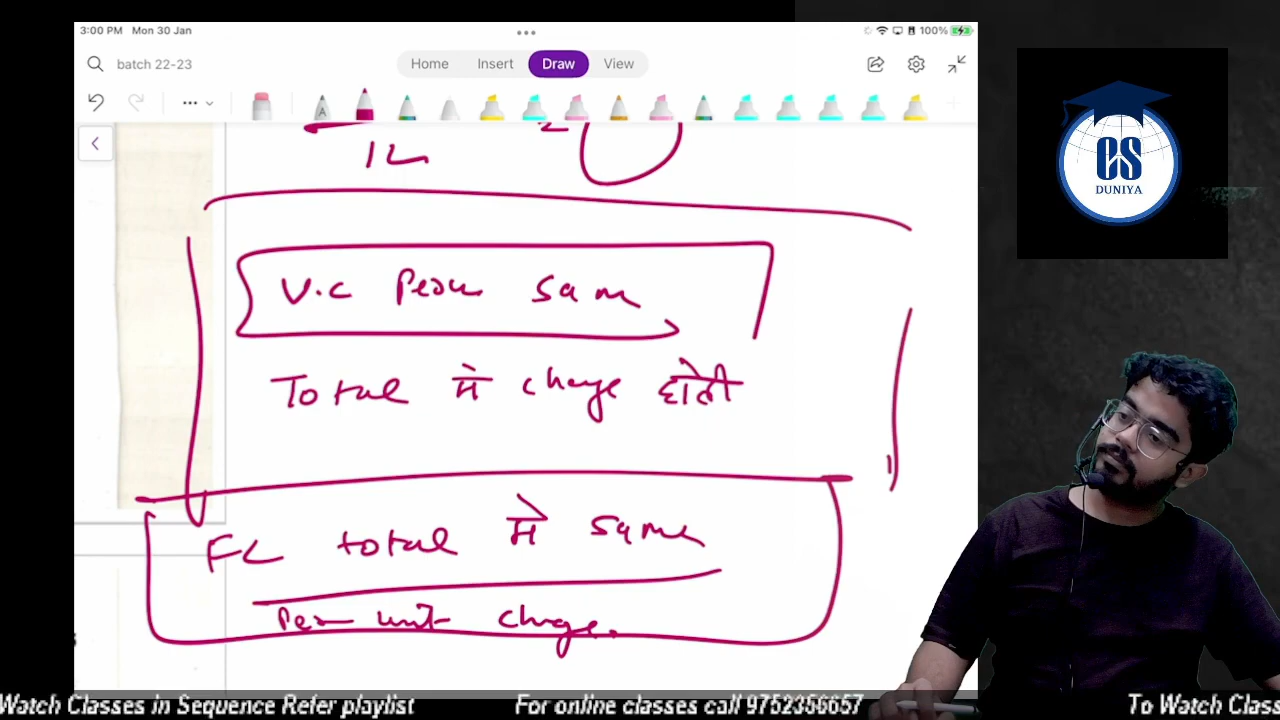 3:00 PM Mon 30 Jan
100%
batch 22-23
Home Insert Draw View
A
12
CS
DUNIYA
V.C Per Same
Total में change होती
FC total में same
Per unit change.
Watch Classes in Sequence Refer playlist For online classes call 9752356657 To Watch Class